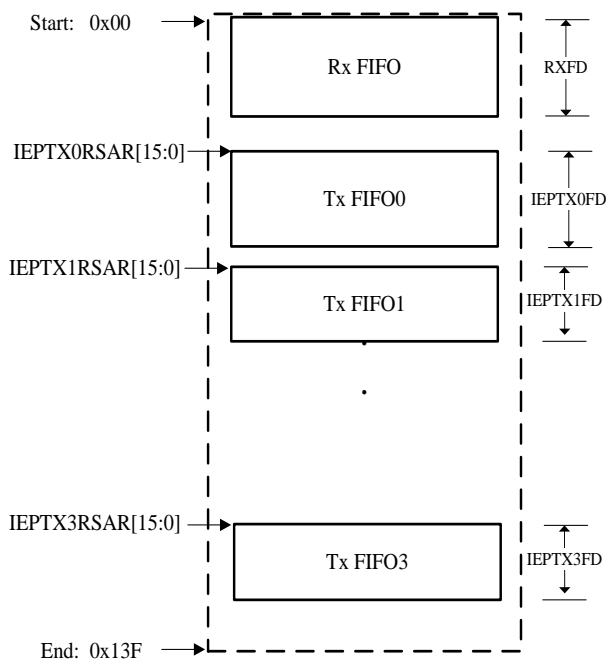 Start: 0x00
Rx FIFO
RXFD
IEPTX0RSAR[15:0]
Tx FIFO0
IEPTX0FD
IEPTX1RSAR[15:0]
Tx FIFO1
IEPTX1FD
IEPTX3RSAR[15:0]
Tx FIFO3
IEPTX3FD
End: 0x13F